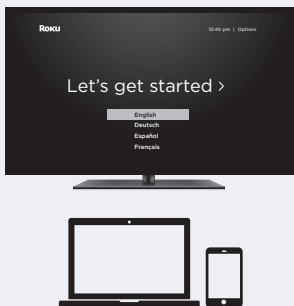 Roku
12:40 pm | Options
Let's get started >
English
Deutsch
Español
Français